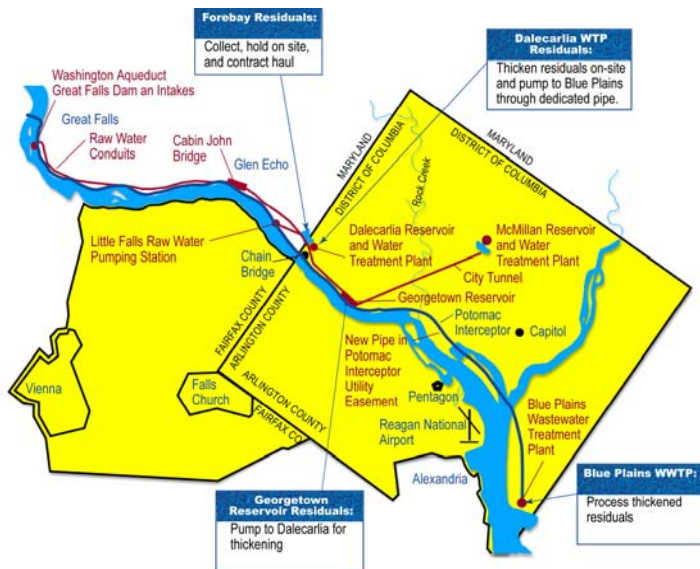 Forebay Residuals:
Collect, hold on site,
and contract haul
Dalecarlia WTP
Residuals:
Thicken residuals on-site
and pump to Blue Plains
through dedicated pipe.
Washington Aqueduct
Great Falls Dam an Intakes
Great Falls
Raw Water
Conduits
Cabin John
Bridge
Glen Echo
MARYLAND
DISTRICT OF COLUMBIA
Rock Creek
MARYLAND
DISTRICT OF COLUMBIA
Little Falls Raw Water
Pumping Station
Chain
Bridge
Dalecarlia Reservoir
and Water
Treatment Plant
McMillan Reservoir
and Water
Treatment Plant
City Tunnel
Georgetown Reservoir
Potomac
Interceptor
Capitol
FAIRFAX COUNTY
ARLINGTON COUNTY
New Pipe in
Potomac
Interceptor
Utility
Easement
Vienna
Falls
Church
ARLINGTON COUNTY
FAIRFAX CO
Pentagon
Reagan National
Airport
Blue Plains
Wastewater
Treatment
Plant
Alexandria
Georgetown
Reservoir Residuals:
Pump to Dalecarlia for
thickening
Blue Plains WWTP:
Process thickened
residuals